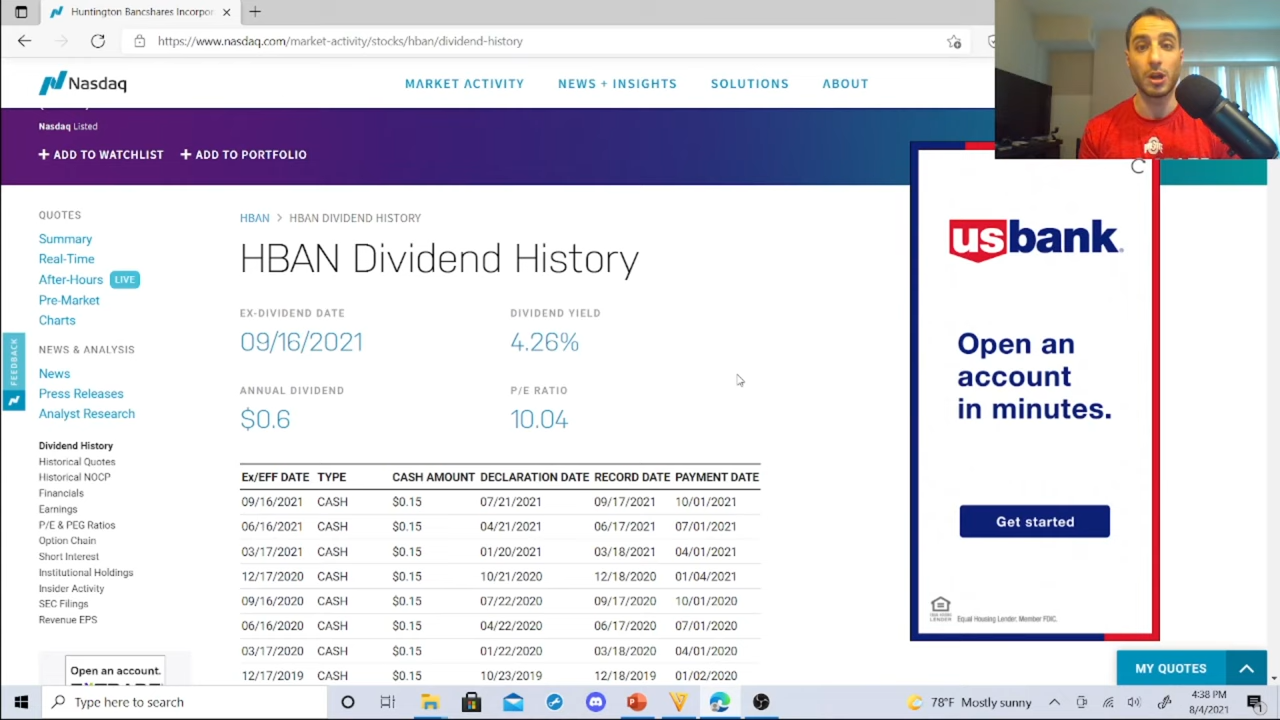 Huntington Bancshares Incorpor
https://www.nasdaq.com/market-activity/stocks/hban/dividend-history
Nasdaq
MARKET ACTIVITY
NEWS + INSIGHTS
SOLUTIONS
ABOUT
Nasdaq Listed
+ ADD TO WATCHLIST
+ ADD TO PORTFOLIO
QUOTES
Summary
Real-Time
After-Hours LIVE
Pre-Market
Charts
NEWS & ANALYSIS
News
Press Releases
Analyst Research
Dividend History
Historical Quotes
Historical NOCP
Financials
Earnings
P/E & PEG Ratios
Option Chain
Short Interest
Institutional Holdings
Insider Activity
SEC Filings
Revenue EPS
Open an account.
FEEDBACK
HBAN > HBAN DIVIDEND HISTORY
HBAN Dividend History
EX-DIVIDEND DATE
09/16/2021
DIVIDEND YIELD
4.26%
ANNUAL DIVIDEND
$0.6
P/E RATIO
10.04
Ex/EFF DATE TYPE CASH AMOUNT DECLARATION DATE RECORD DATE PAYMENT DATE
09/16/2021 CASH $0.15 07/21/2021 09/17/2021 10/01/2021
06/16/2021 CASH $0.15 04/21/2021 06/17/2021 07/01/2021
03/17/2021 CASH $0.15 01/20/2021 03/18/2021 04/01/2021
12/17/2020 CASH $0.15 10/21/2020 12/18/2020 01/04/2021
09/16/2020 CASH $0.15 07/22/2020 09/17/2020 10/01/2020
06/16/2020 CASH $0.15 04/22/2020 06/17/2020 07/01/2020
03/17/2020 CASH $0.15 01/22/2020 03/18/2020 04/01/2020
12/17/2019 CASH $0.15 10/23/2019 12/18/2019 01/02/2020
usbank
Open an
account
in minutes.
Get started
Equal Housing Lender. Member FDIC.
MY QUOTES
Type here to search
78°F Mostly sunny
4:38 PM
8/4/2021